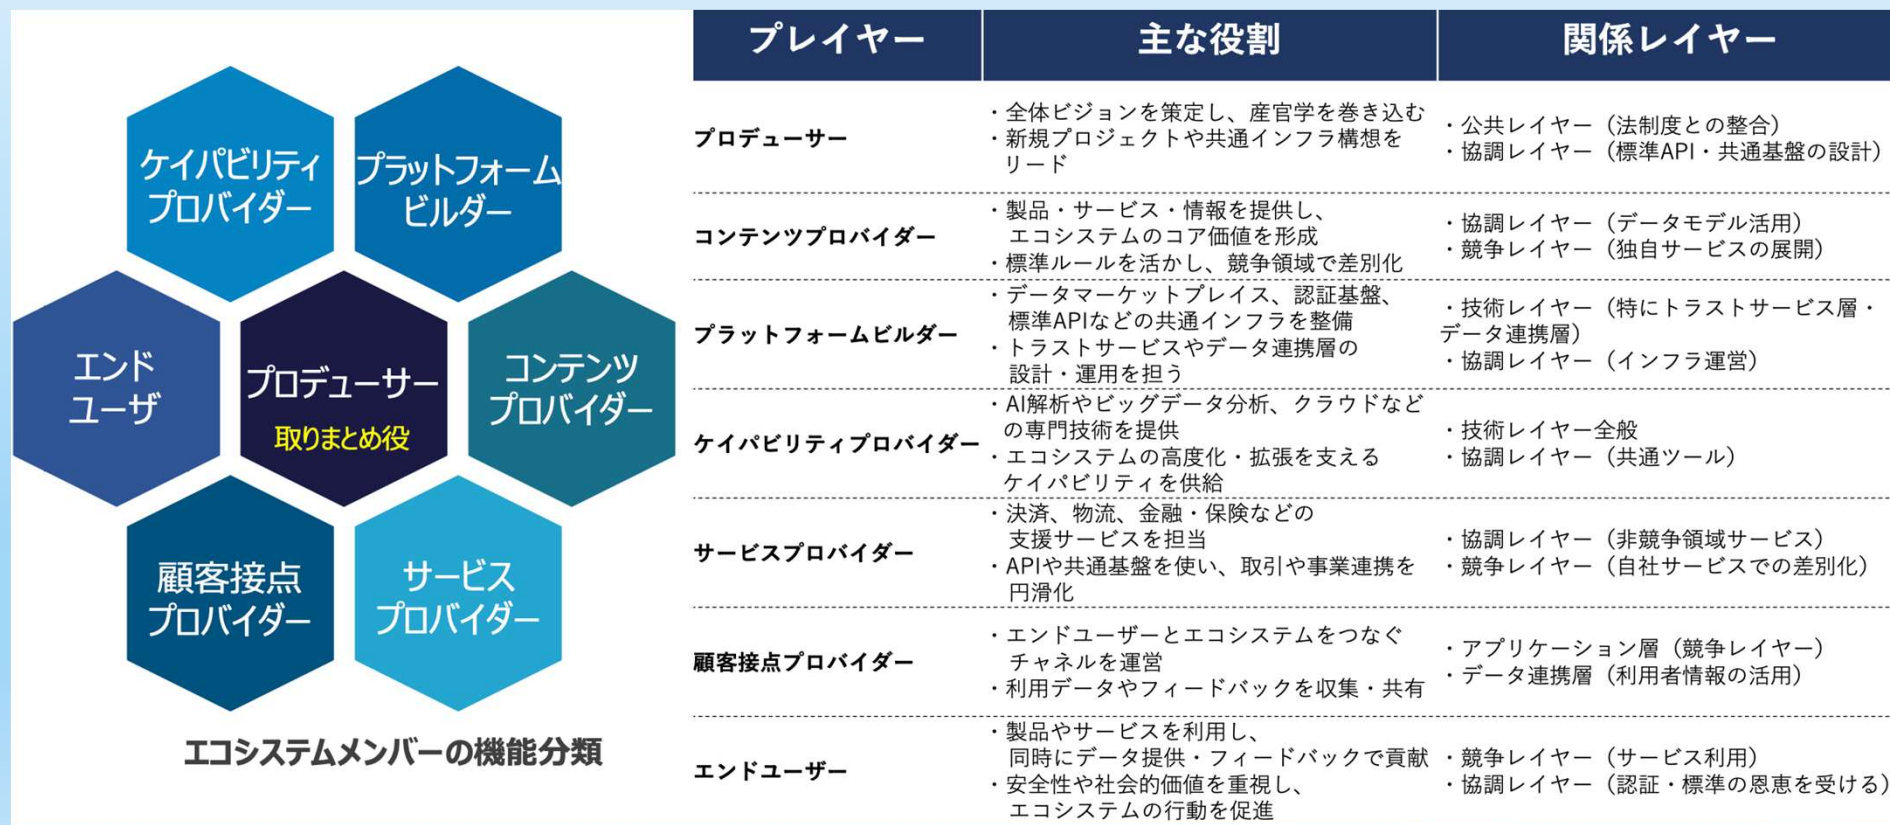 ケイパビリティ
プロバイダー
プラットフォーム
ビルダー
エンド
ユーザ
プロデューサー
取りまとめ役
コンテンツ
プロバイダー
顧客接点
プロバイダー
サービス
プロバイダー
エコシステムメンバーの機能分類
プレイヤー
主な役割
関係レイヤー
プロデューサー
・全体ビジョンを策定し、産官学を巻き込む
・新規プロジェクトや共通インフラ構想を
リード
・公共レイヤー（法制度との整合）
・協調レイヤー（標準API・共通基盤の設計）
コンテンツプロバイダー
・製品・サービス・情報を提供し、
エコシステムのコア価値を形成
・標準ルールを活かし、競争領域で差別化
・協調レイヤー（データモデル活用）
・競争レイヤー（独自サービスの展開）
プラットフォームビルダー
・データマーケットプレイス、認証基盤、
標準APIなどの共通インフラを整備
・トラストサービスやデータ連携層の
設計・運用を担う
・技術レイヤー（特にトラストサービス層・
データ連携層）
・協調レイヤー（インフラ運営）
ケイパビリティプロバイダー
・AI解析やビッグデータ分析、クラウドなど
の専門技術を提供
・エコシステムの高度化・拡張を支える
ケイパビリティを供給
・技術レイヤー全般
・協調レイヤー（共通ツール）
サービスプロバイダー
・決済、物流、金融・保険などの
支援サービスを担当
・APIや共通基盤を使い、取引や事業連携を
円滑化
・協調レイヤー（非競争領域サービス）
・競争レイヤー（自社サービスでの差別化）
顧客接点プロバイダー
・エンドユーザーとエコシステムをつなぐ
チャネルを運営
・利用データやフィードバックを収集・共有
・アプリケーション層（競争レイヤー）
・データ連携層（利用者情報の活用）
エンドユーザー
・製品やサービスを利用し、
同時にデータ提供・フィードバックで貢献
・安全性や社会的価値を重視し、
エコシステムの行動を促進
・競争レイヤー（サービス利用）
・協調レイヤー（認証・標準の恩恵を受ける）